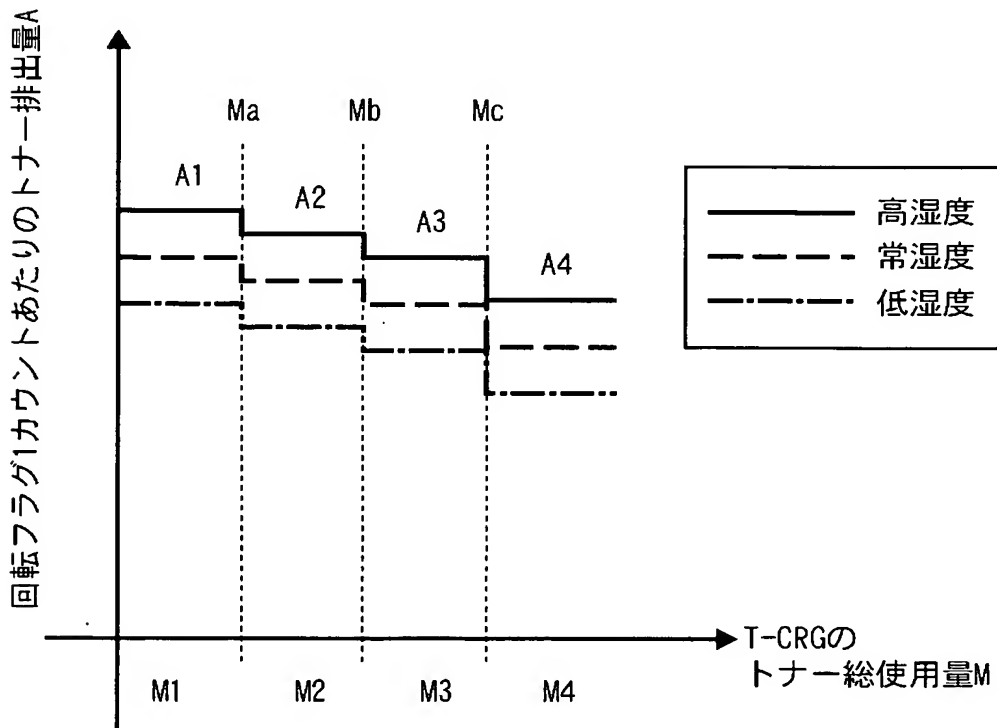 回転フラグ1カウントあたりのトナー排出量A
Ma
Mb
Mc
A1
A2
A3
A4
高湿度
常湿度
低湿度
T-CRGの
トナー総使用量M
M1
M2
M3
M4